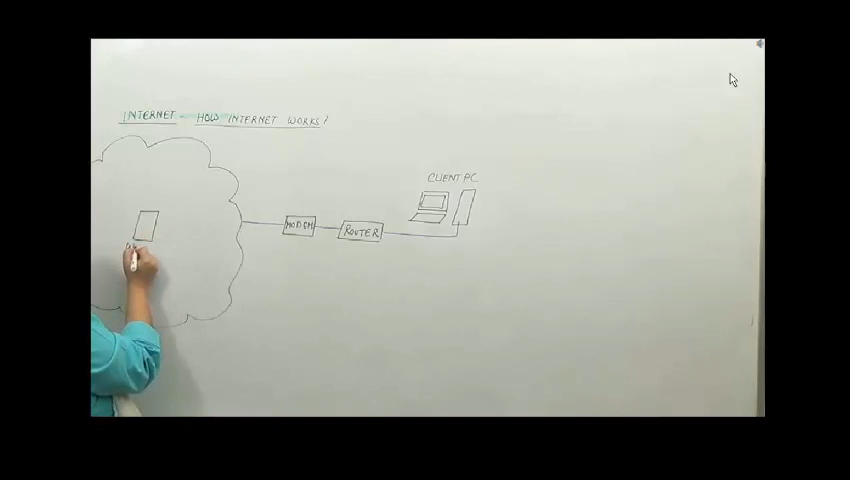 INTERNET - HOW INTERNET WORKS?
CLIENT PC
MODEM
ROUTER